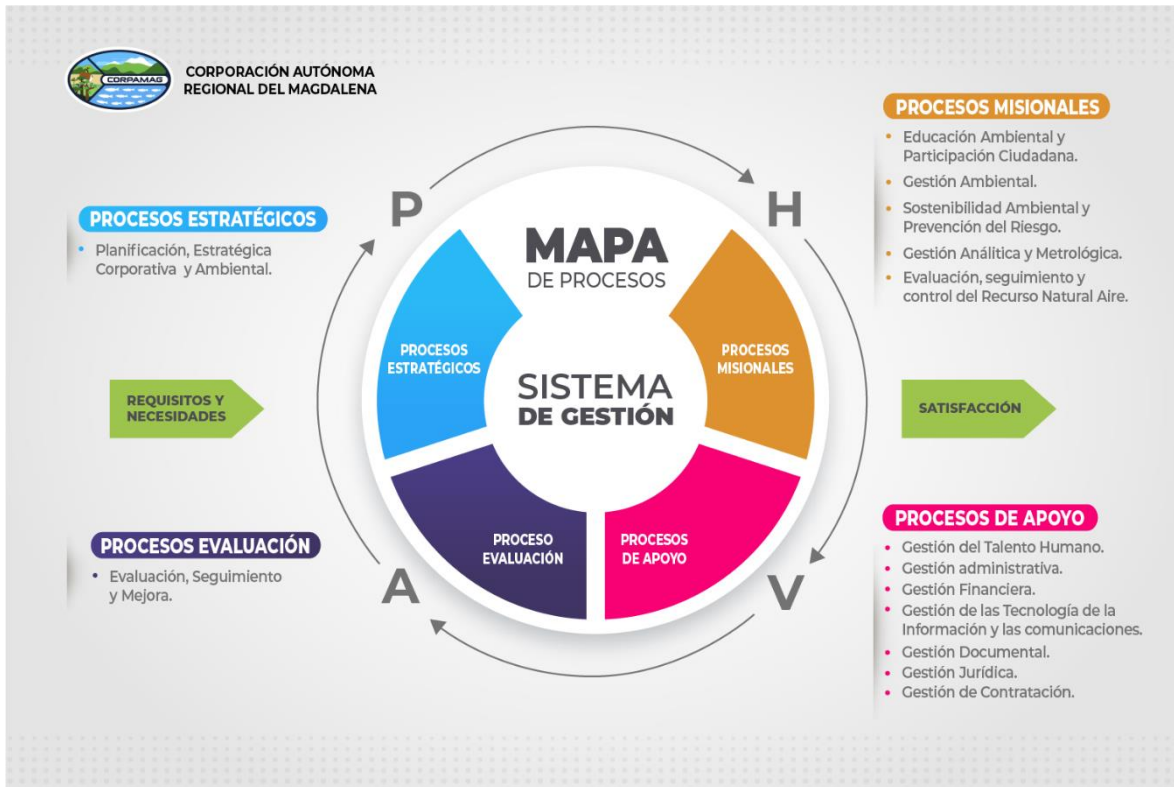 CORPAMAG
CORPORACIÓN AUTÓNOMA
REGIONAL DEL MAGDALENA
PROCESOS ESTRATÉGICOS
• Planificación, Estratégica
Corporativa y Ambiental.
REQUISITOS Y
NECESIDADES
PROCESOS EVALUACIÓN
• Evaluación, Seguimiento
y Mejora.
P
H
V
A
MAPA
DE PROCESOS
SISTEMA
DE GESTIÓN
PROCESOS
ESTRATÉGICOS
PROCESOS
MISIONALES
PROCESO
EVALUACIÓN
PROCESOS
DE APOYO
PROCESOS MISIONALES
• Educación Ambiental y
Participación Ciudadana.
• Gestión Ambiental.
• Sostenibilidad Ambiental y
Prevención del Riesgo.
• Gestión Análitica y Metrológica.
• Evaluación, seguimiento y
control del Recurso Natural Aire.
SATISFACCIÓN
PROCESOS DE APOYO
• Gestión del Talento Humano.
• Gestión administrativa.
• Gestión Financiera.
• Gestión de las Tecnología de la
Información y las comunicaciones.
• Gestión Documental.
• Gestión Jurídica.
• Gestión de Contratación.